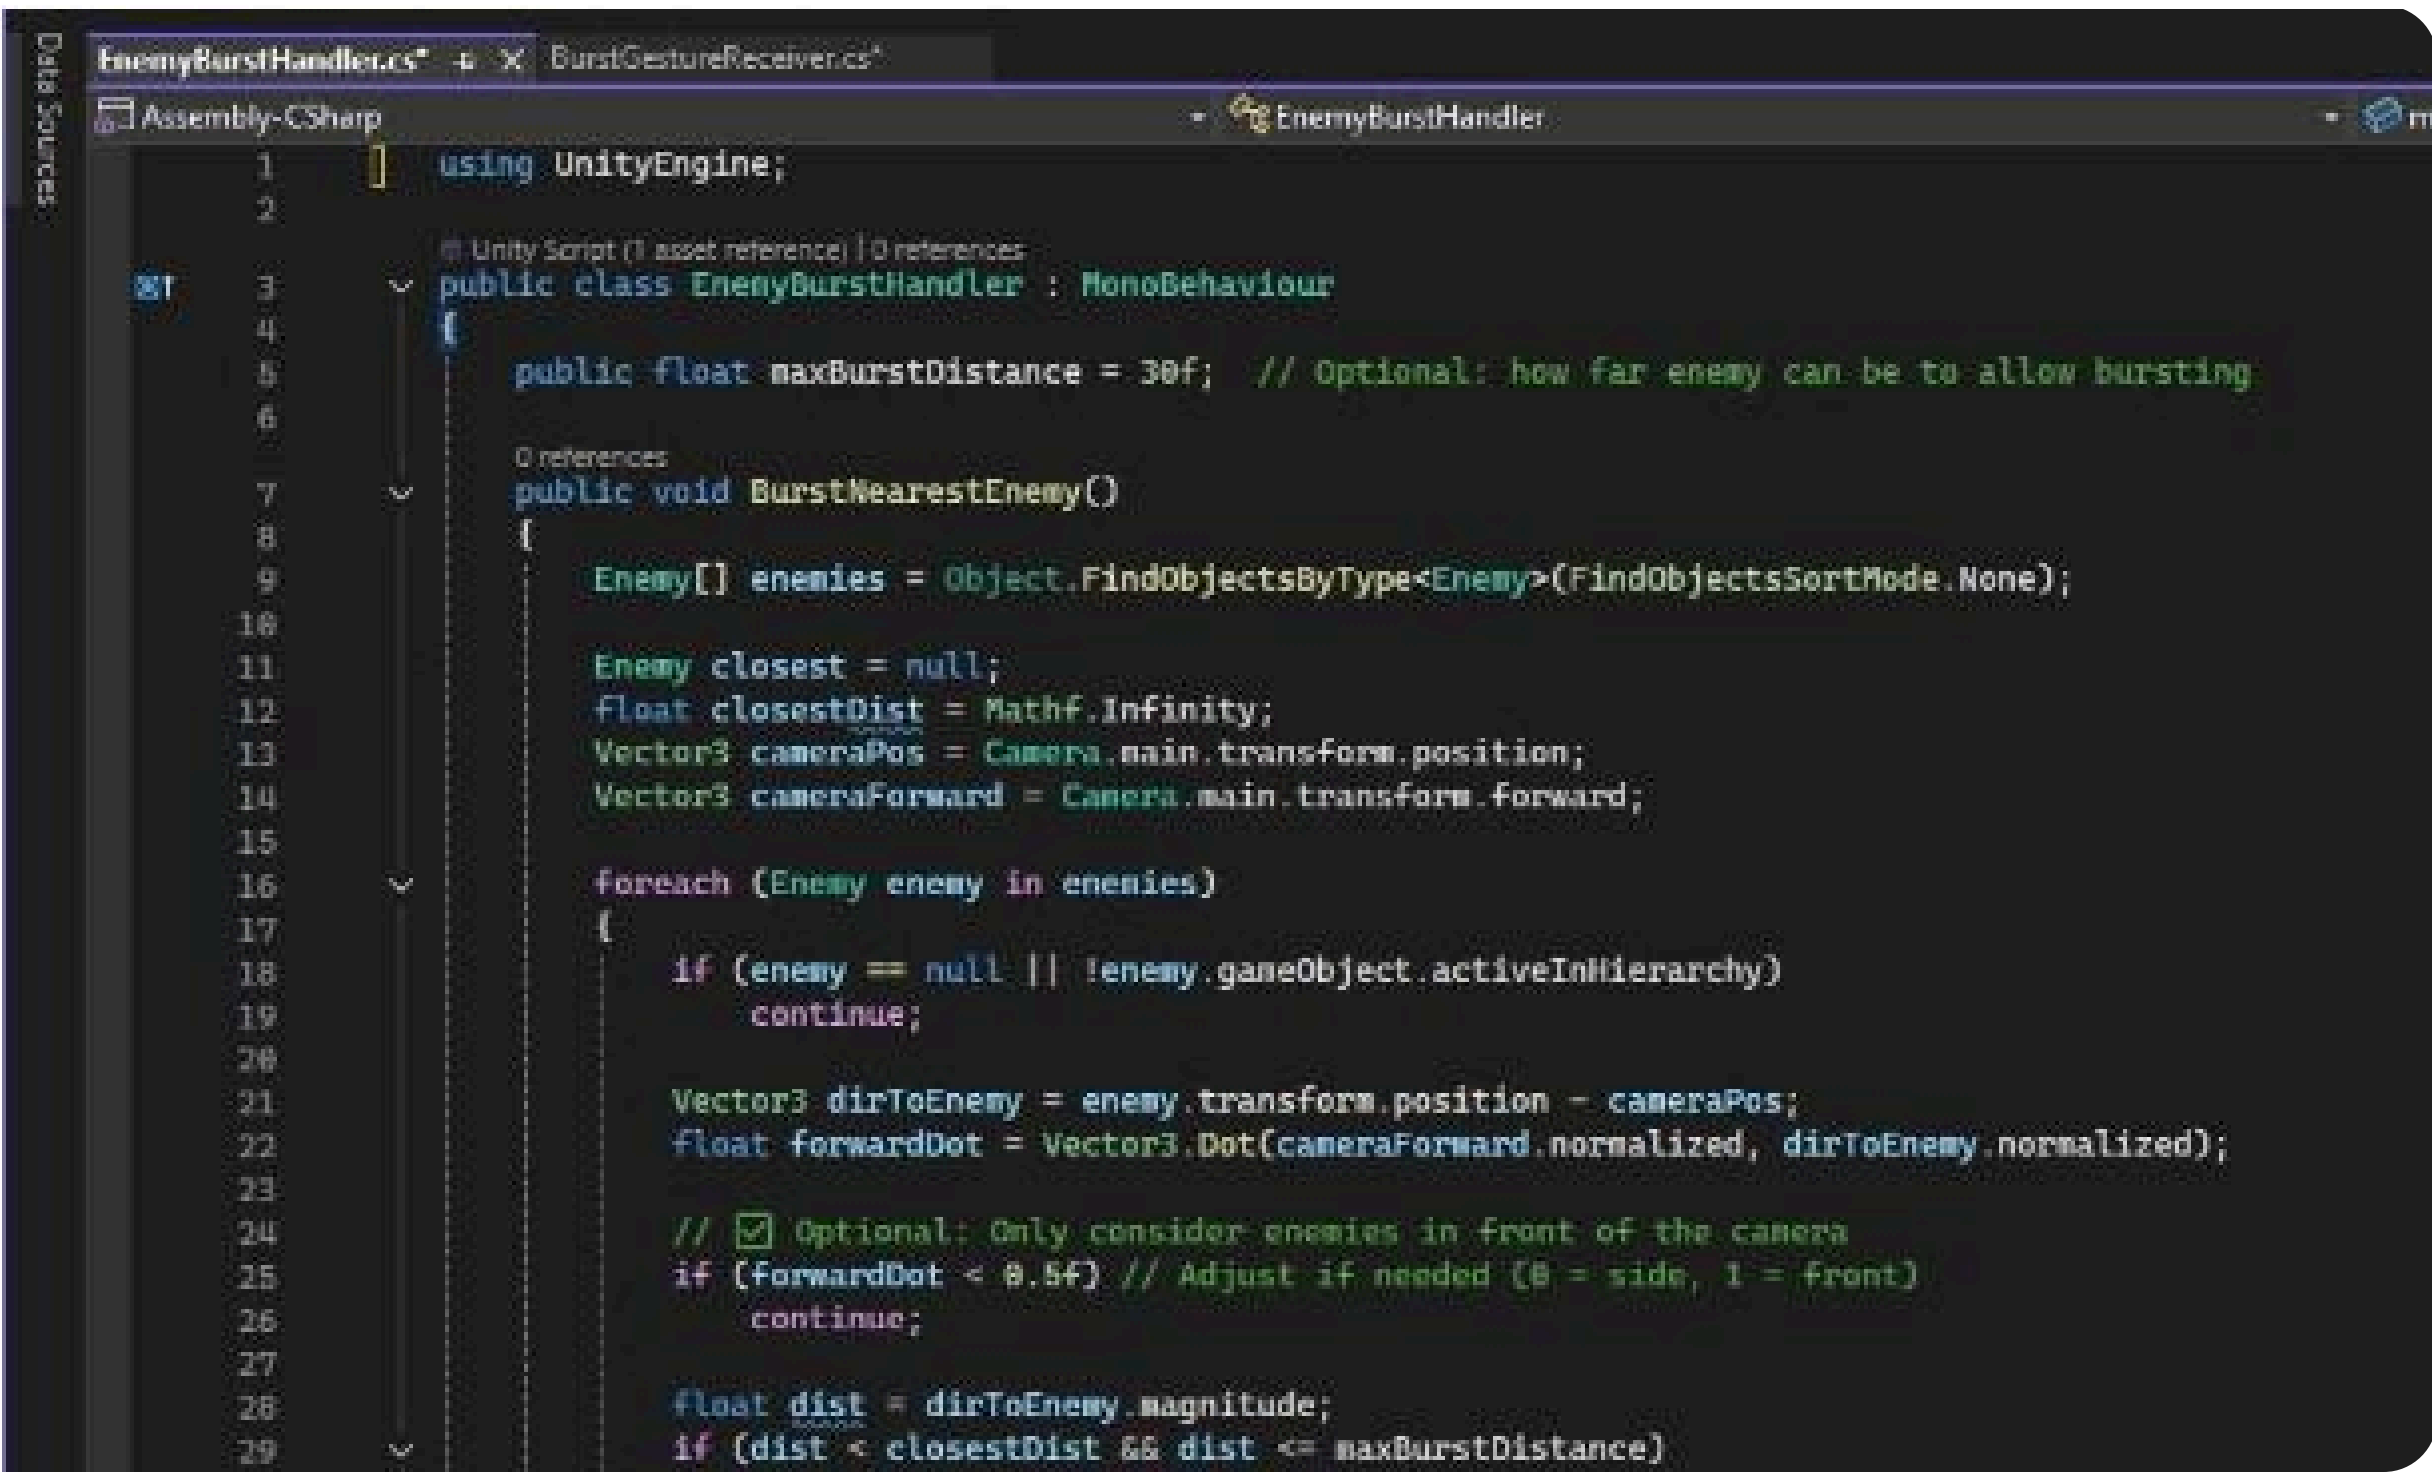 Data Sources
EnemyBurstHandler.cs* X BurstGestureReceiver.cs*
Assembly-CSharp EnemyBurstHandler
1 using UnityEngine;
2
Unity Script (1 asset reference) | 0 references
3 public class EnemyBurstHandler : MonoBehaviour
4 {
5 public float maxBurstDistance = 30f; // Optional: how far enemy can be to allow bursting
6
0 references
7 public void BurstNearestEnemy()
8 {
9 Enemy[] enemies = Object.FindObjectsByType<Enemy>(FindObjectsSortMode.None);
10
11 Enemy closest = null;
12 float closestDist = Mathf.Infinity;
13 Vector3 cameraPos = Camera.main.transform.position;
14 Vector3 cameraForward = Camera.main.transform.forward;
15
16 foreach (Enemy enemy in enemies)
17 {
18 if (enemy == null || !enemy.gameObject.activeInHierarchy)
19 continue;
20
21 Vector3 dirToEnemy = enemy.transform.position - cameraPos;
22 float forwardDot = Vector3.Dot(cameraForward.normalized, dirToEnemy.normalized);
23
24 // ✅ Optional: Only consider enemies in front of the camera
25 if (forwardDot < 0.5f) // Adjust if needed (0 = side, 1 = front)
26 continue;
27
28 float dist = dirToEnemy.magnitude;
29 if (dist < closestDist && dist <= maxBurstDistance)